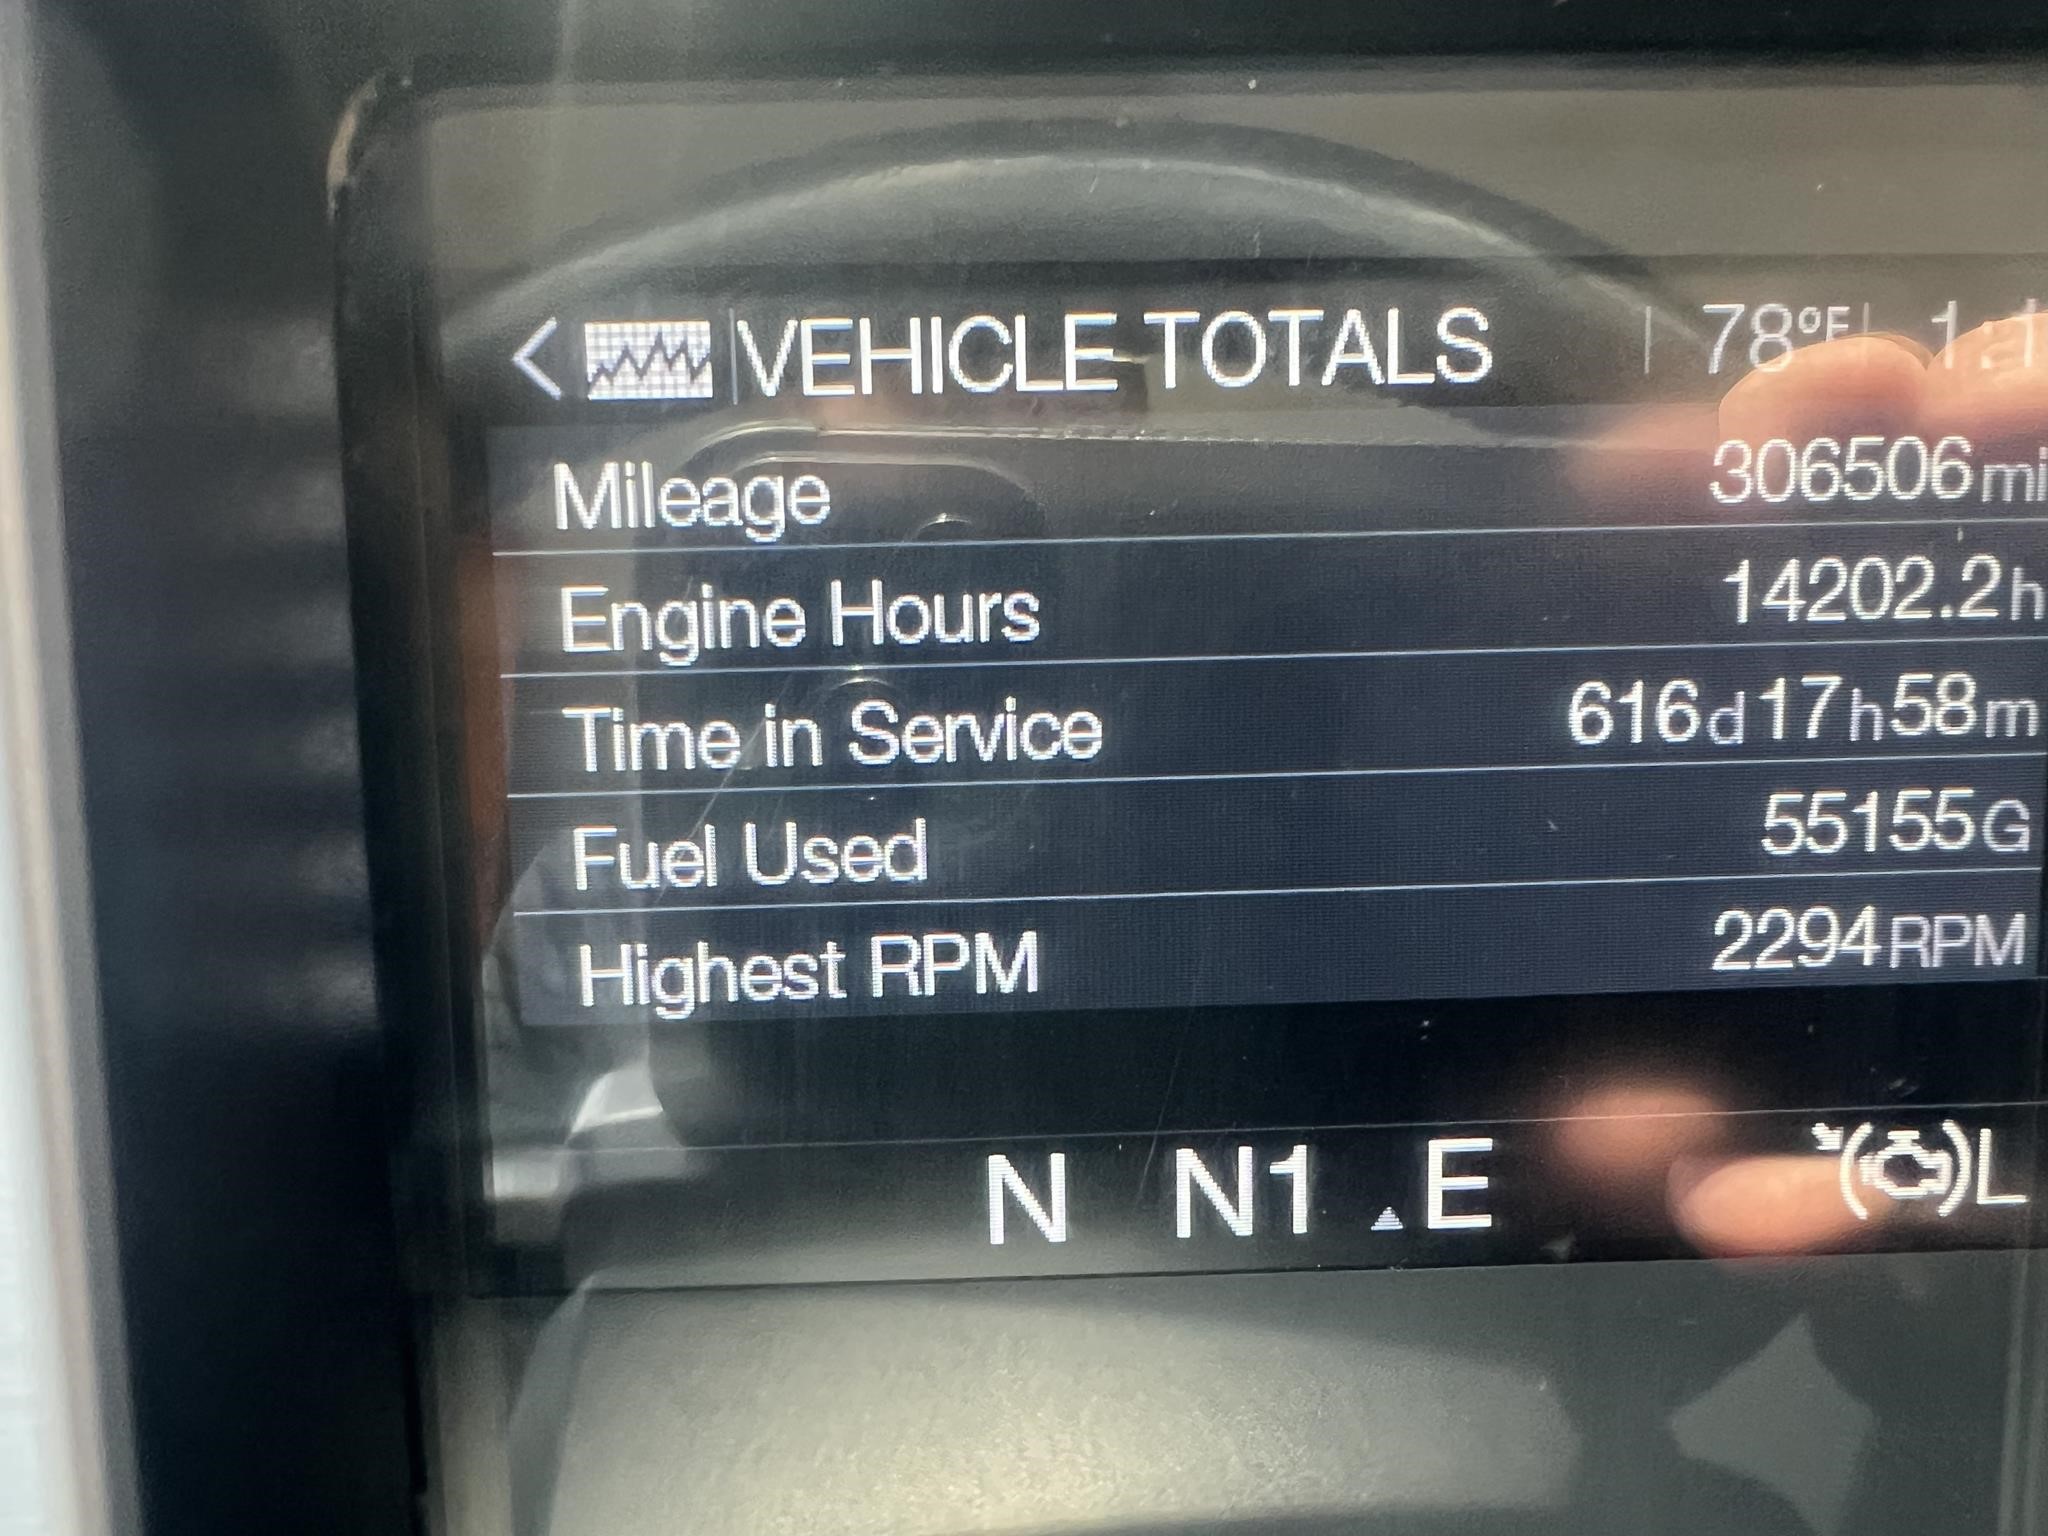 < VEHICLE TOTALS | 78°F|
Mileage 306506 mi
Engine Hours 14202.2 h
Time in Service 616d17h58m
Fuel Used 55155G
Highest RPM 2294RPM
N N1 E L